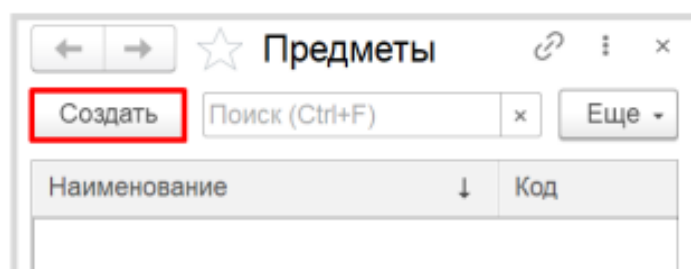 Предметы
Создать Поиск (Ctrl+F) × Еще
Наименование ↓ Код